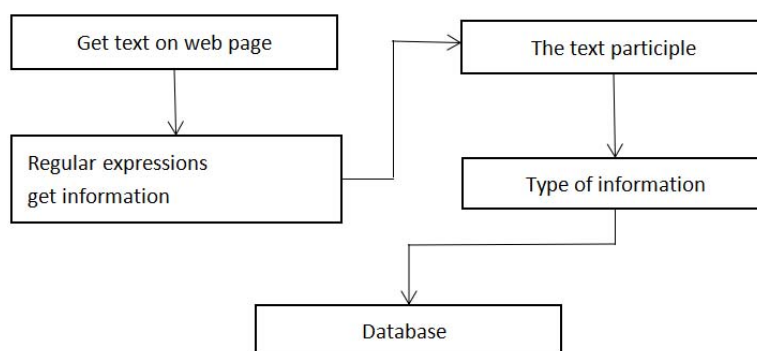 Get text on web page
Regular expressions
get information
The text participle
Type of information
Database